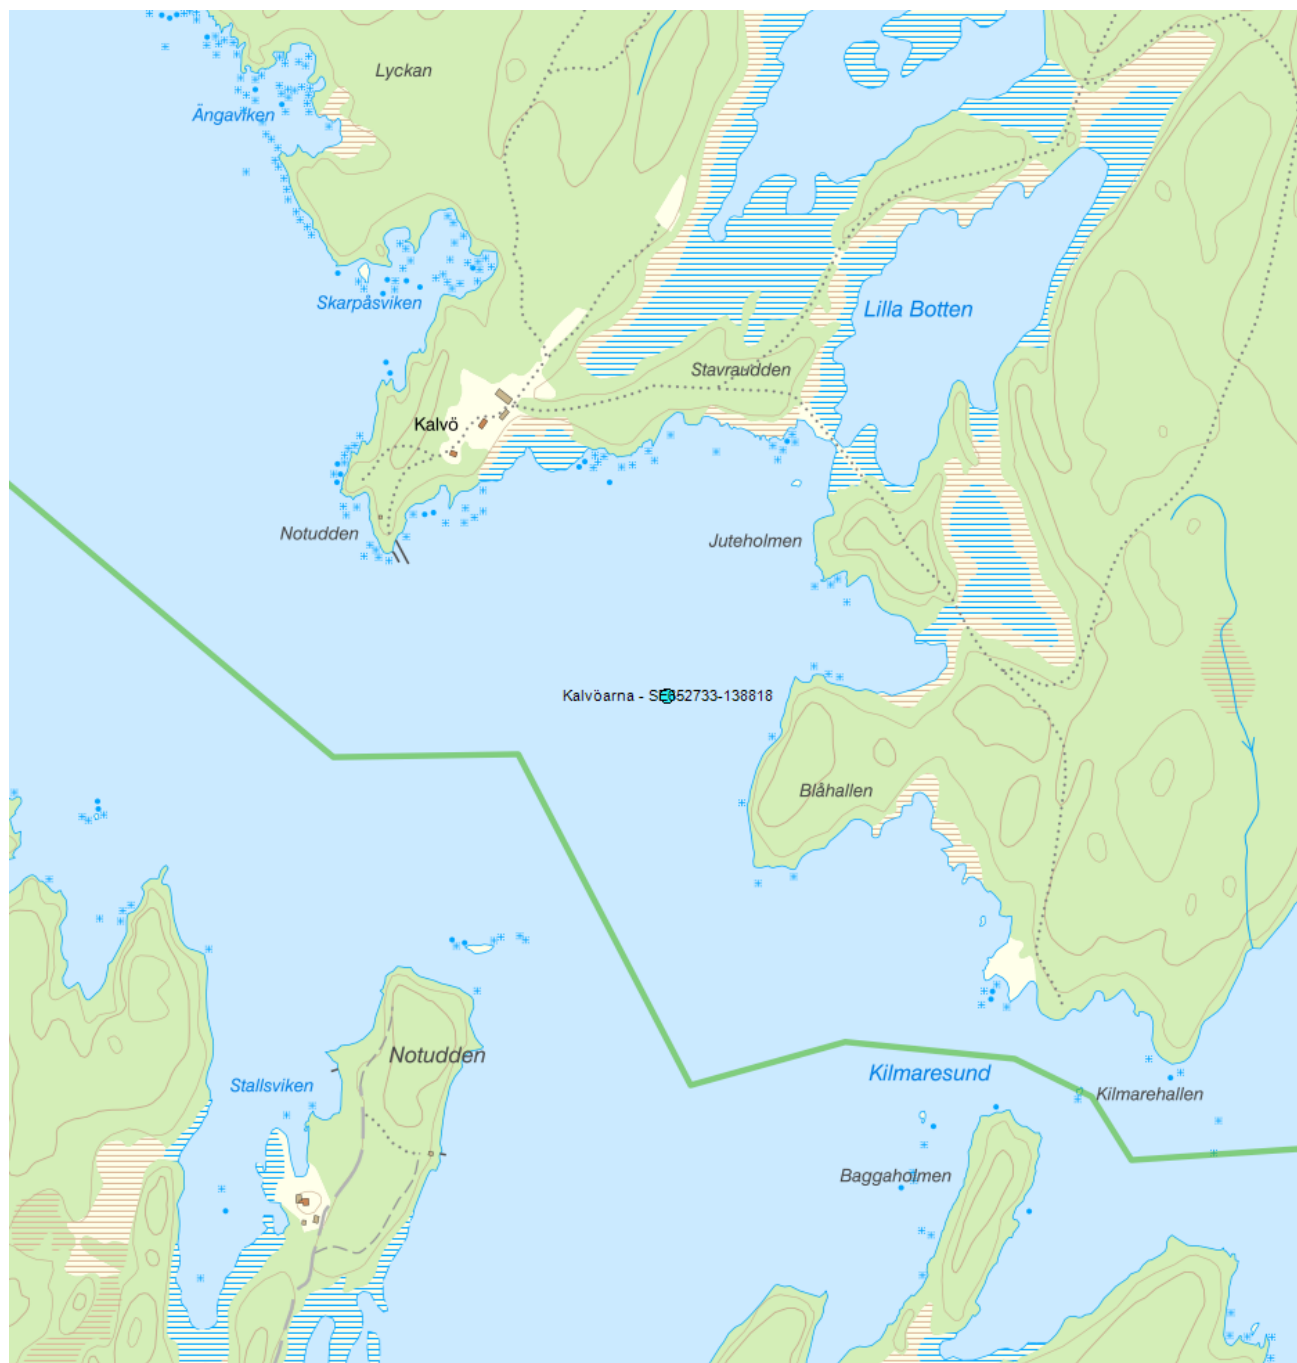 Lyckan
Ängaviken
Skarpåsviken
Lilla Botten
Stavraudden
Kalvö
Notudden
Juteholmen
Kalvöarna - SE652733-138818
Blåhallen
Notudden
Kilmaresund
Stallsviken
Kilmarehallen
Baggaholmen